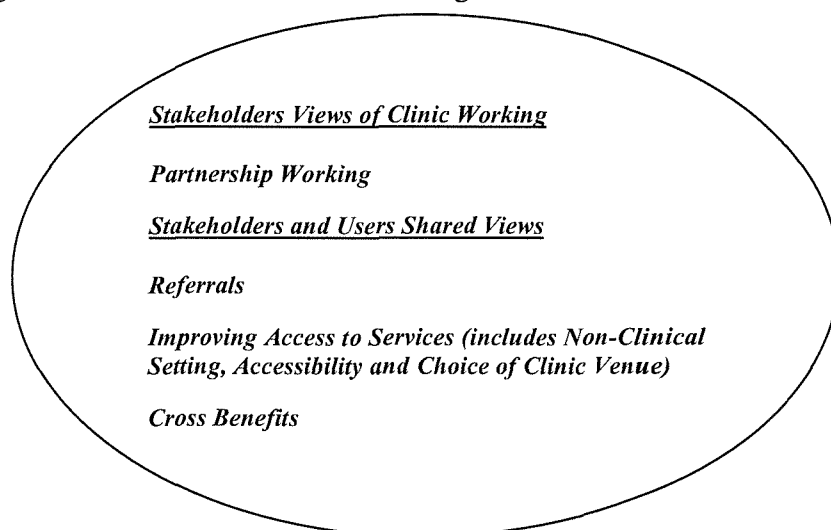 Stakeholders Views of Clinic Working
Partnership Working
Stakeholders and Users Shared Views
Referrals
Improving Access to Services (includes Non-Clinical
Setting, Accessibility and Choice of Clinic Venue)
Cross Benefits